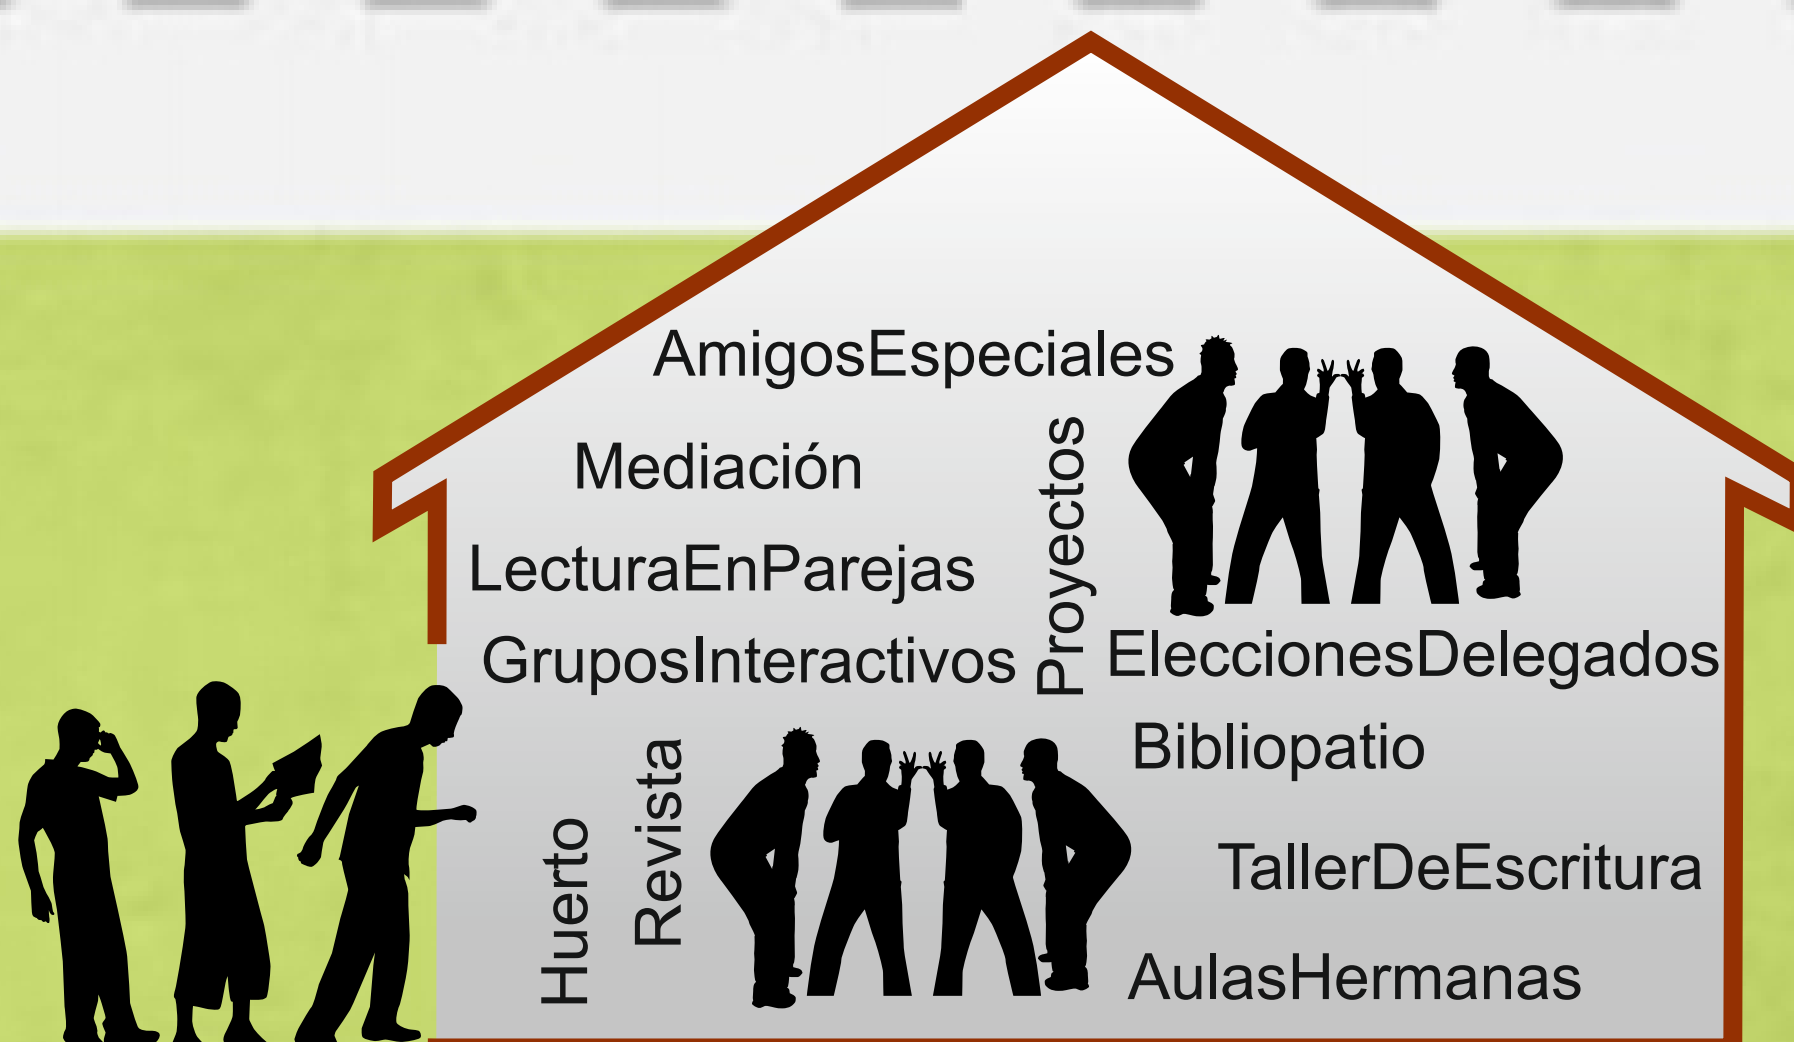 AmigosEspeciales
Mediación
Proyectos
LecturaEnParejas
GruposInteractivos
EleccionesDelegados
Bibliopatio
Revista
Huerto
TallerDeEscritura
AulasHermanas